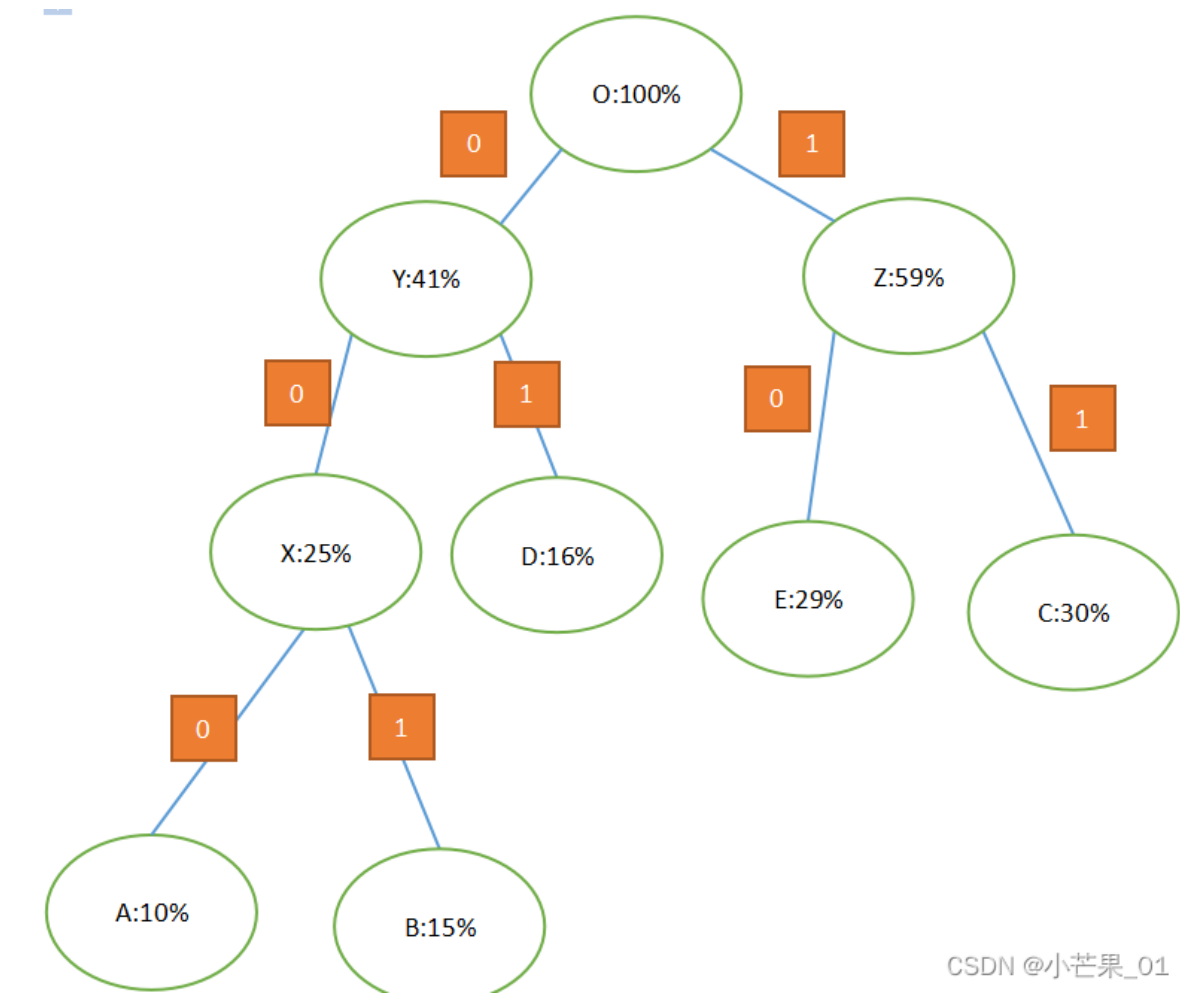 O:100%
0
1
Y:41%
Z:59%
0
1
0
1
X:25%
D:16%
E:29%
C:30%
0
1
A:10%
B:15%
CSDN @小芒果_01